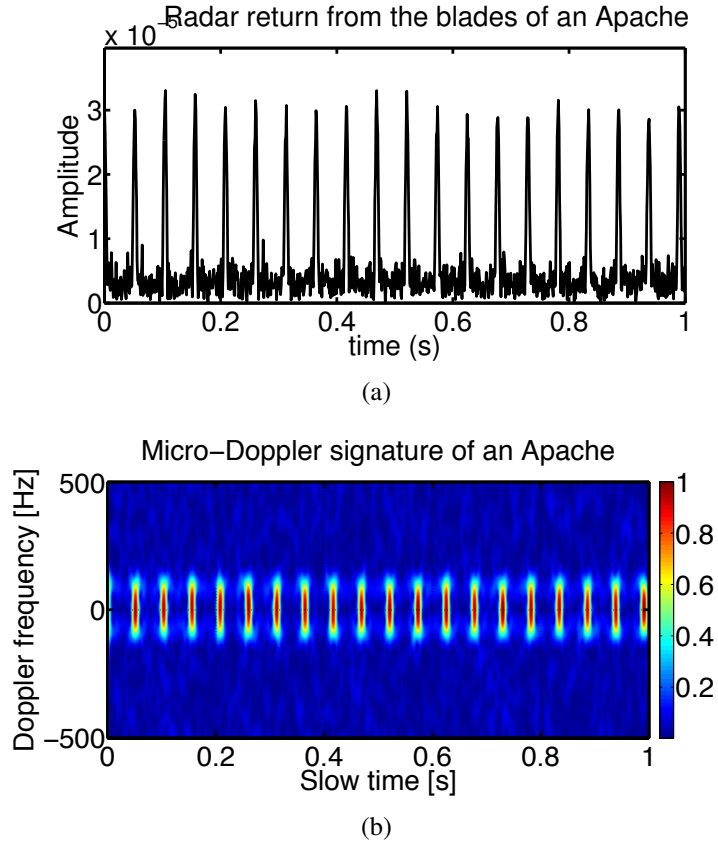 Radar return from the blades of an Apache
x 10⁻⁵
3
2
1
0
Amplitude
0 0.2 0.4 0.6 0.8 1
time (s)
(a)
Micro−Doppler signature of an Apache
500
0
−500
Doppler frequency [Hz]
0 0.2 0.4 0.6 0.8 1
Slow time [s]
1
0.8
0.6
0.4
0.2
(b)